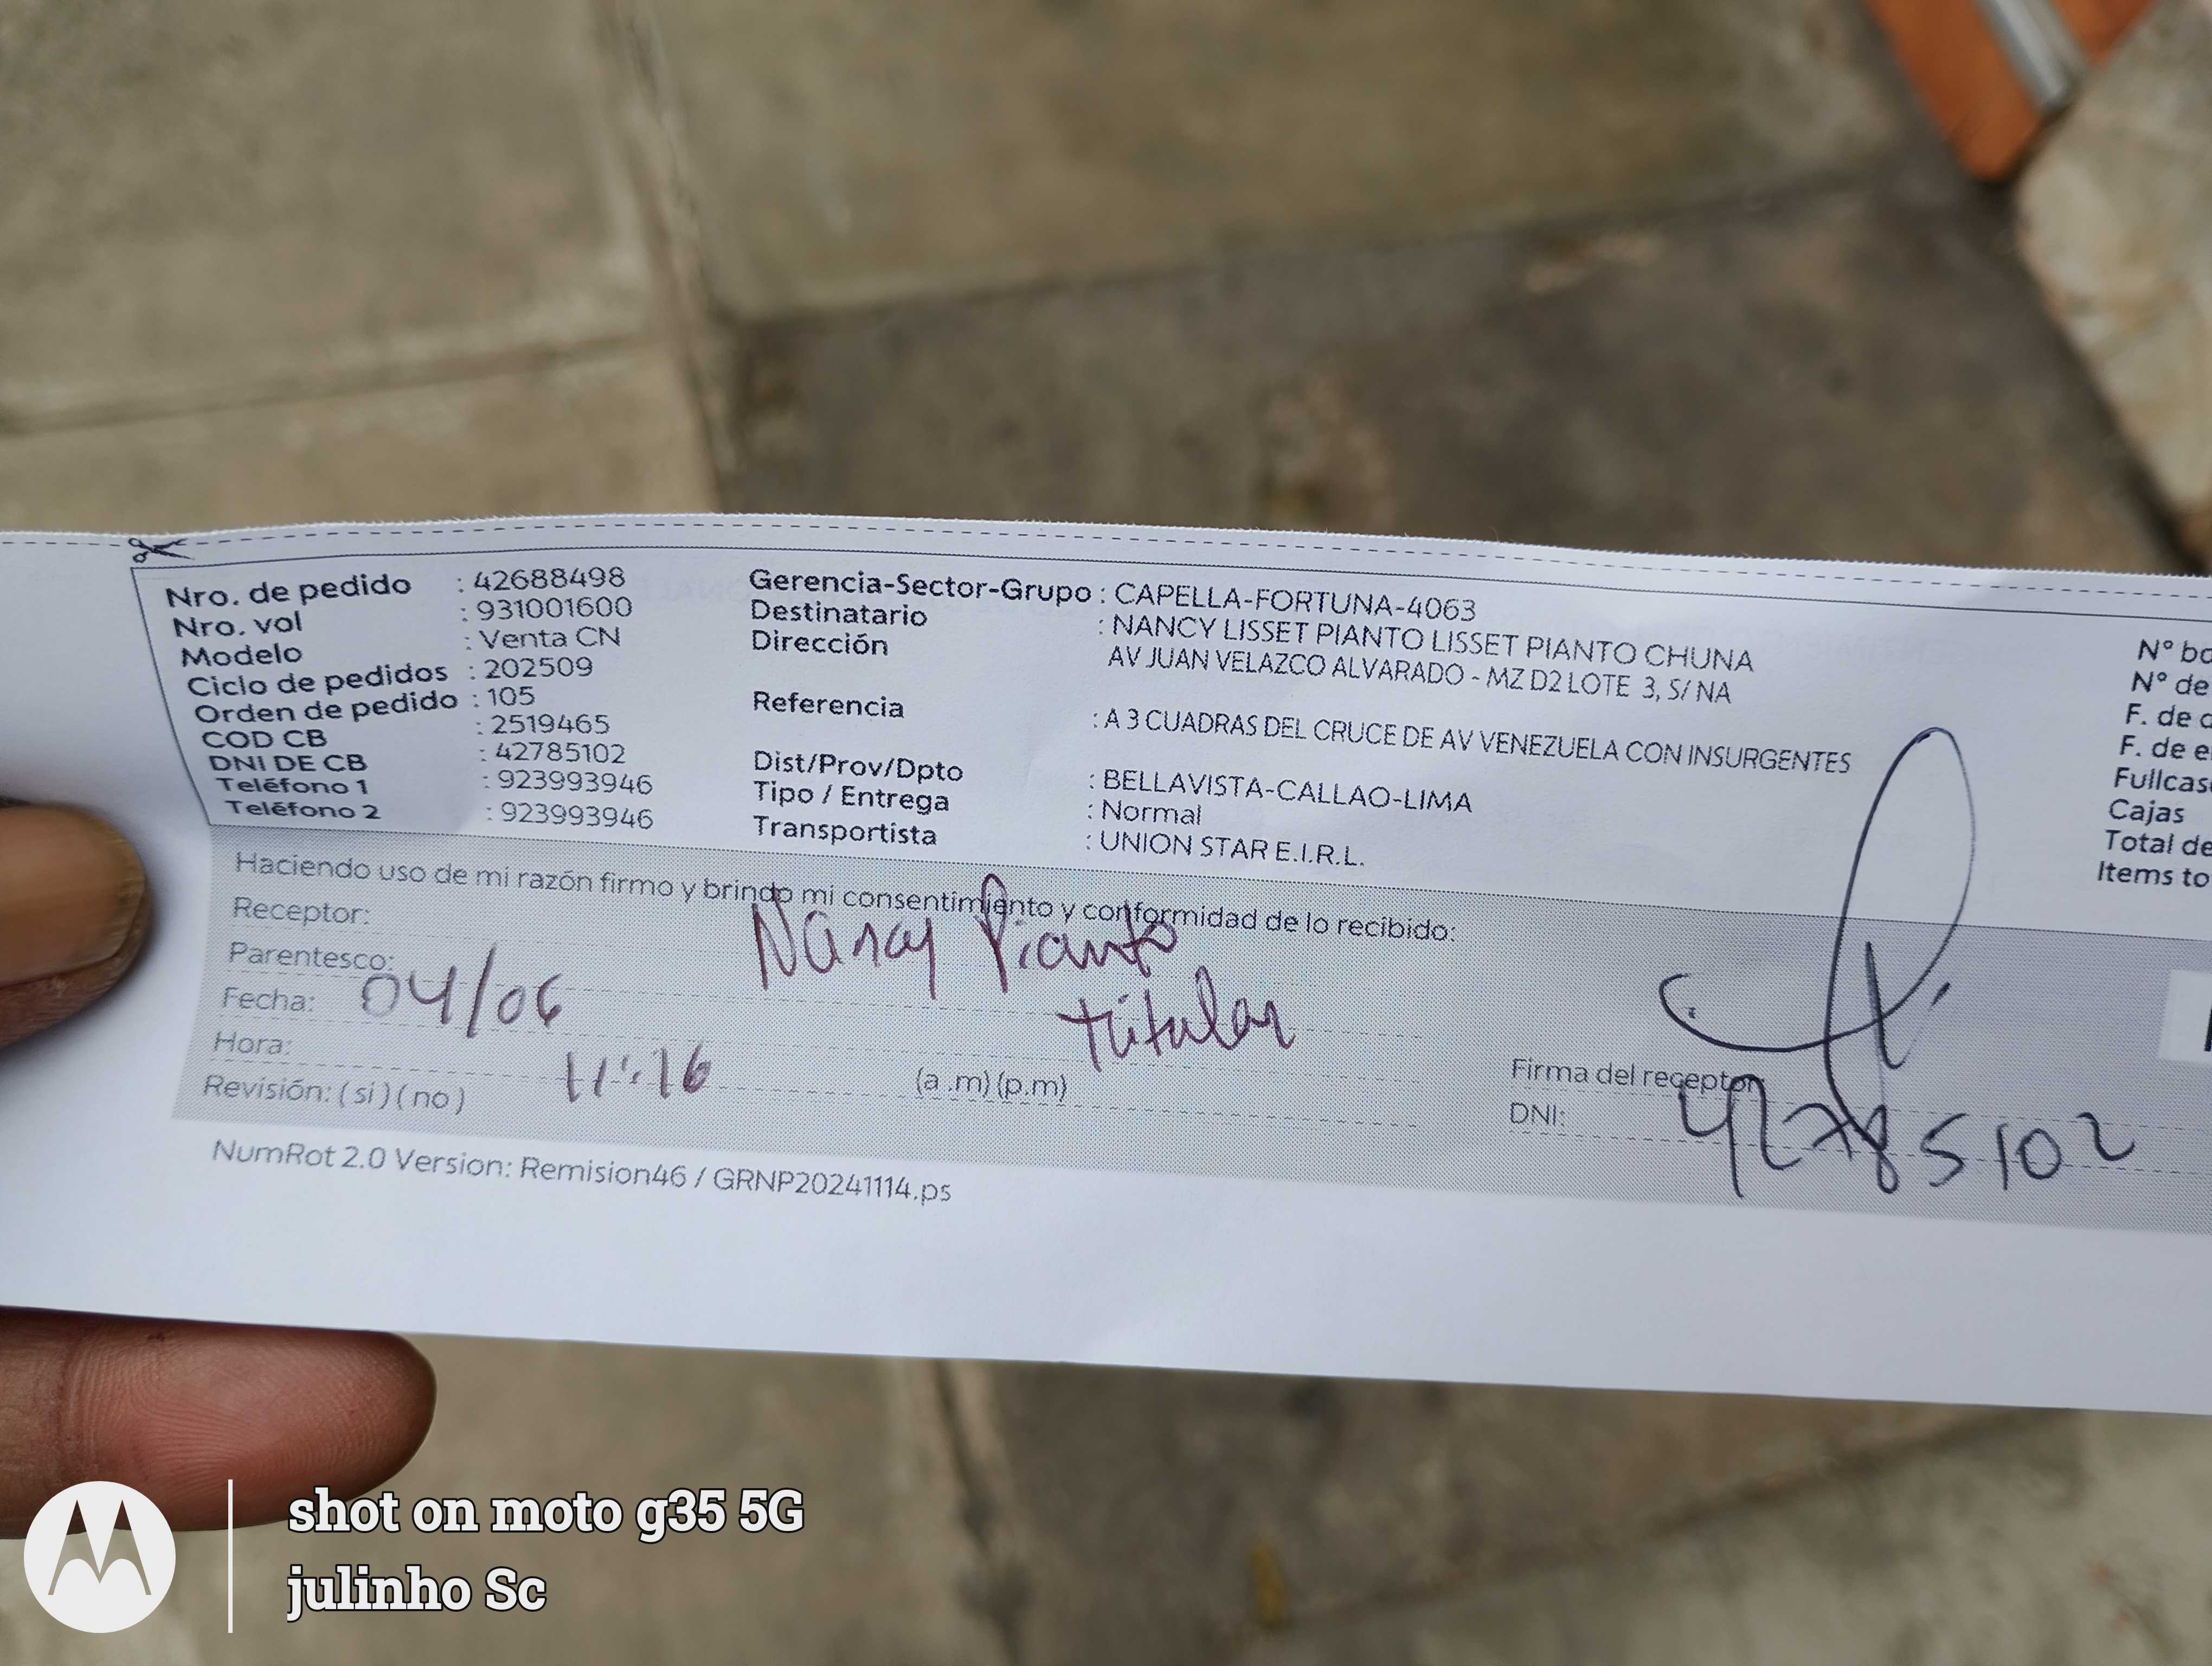 Nro. de pedido : 42688498
Nro. vol : 931001600
Modelo : Venta CN
Ciclo de pedidos : 202509
Orden de pedido : 105
COD CB : 2519465
DNI DE CB : 42785102
Teléfono 1 : 923993946
Teléfono 2 : 923993946
Gerencia-Sector-Grupo : CAPELLA-FORTUNA-4063
Destinatario : NANCY LISSET PIANTO LISSET PIANTO CHUNA
Dirección AV JUAN VELAZCO ALVARADO - MZ D2 LOTE 3, S/ NA
Referencia : A 3 CUADRAS DEL CRUCE DE AV VENEZUELA CON INSURGENTES
Dist/Prov/Dpto : BELLAVISTA-CALLAO-LIMA
Tipo / Entrega : Normal
Transportista : UNION STAR E.I.R.L.
N° bo
N° de
F. de
F. de e
Fullcas
Cajas
Total de
Items to
Haciendo uso de mi razón firmo y brindo mi consentimiento y conformidad de lo recibido:
Receptor: Nancy Pianto
Parentesco: titular
Fecha: 04/06
Hora: 11:16 (a .m) (p.m)
Revisión: ( si ) ( no )
Firma del receptor:
DNI: 42785102
NumRot 2.0 Version: Remision46 / GRNP20241114.ps
shot on moto g35 5G
julinho Sc